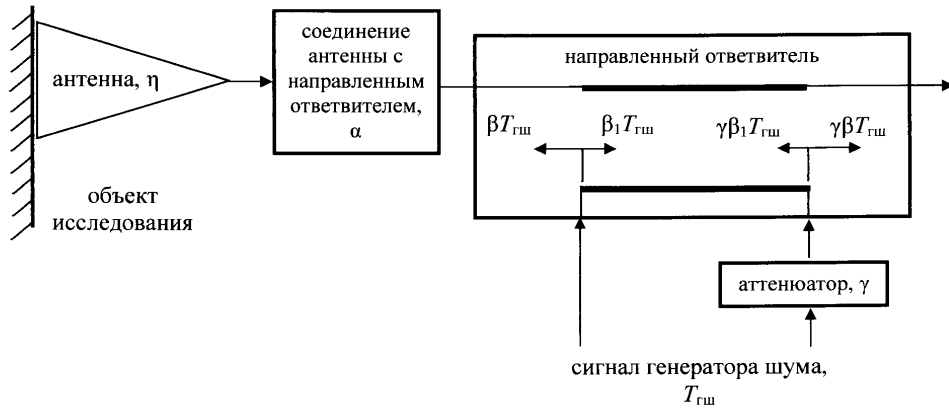 соединение
антенны с
направленным
ответвителем,
α
антенна, η
объект
исследования
направленный ответвитель
βTгш
β₁Tгш
γβ₁Tгш
γβTгш
аттенюатор, γ
сигнал генератора шума,
Tгш